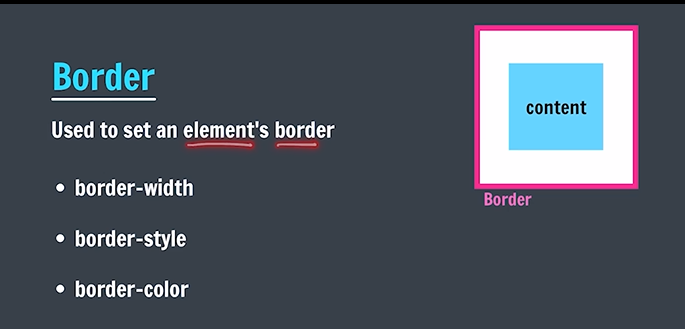 Border
Used to set an element's border
• border-width
• border-style
• border-color
content
Border